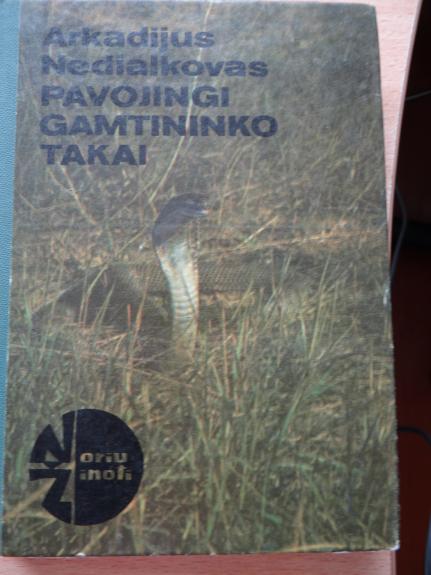 Arkadijus
Nedialkovas
PAVOJINGI
GAMTININKO
TAKAI
Noriu
Žinoti